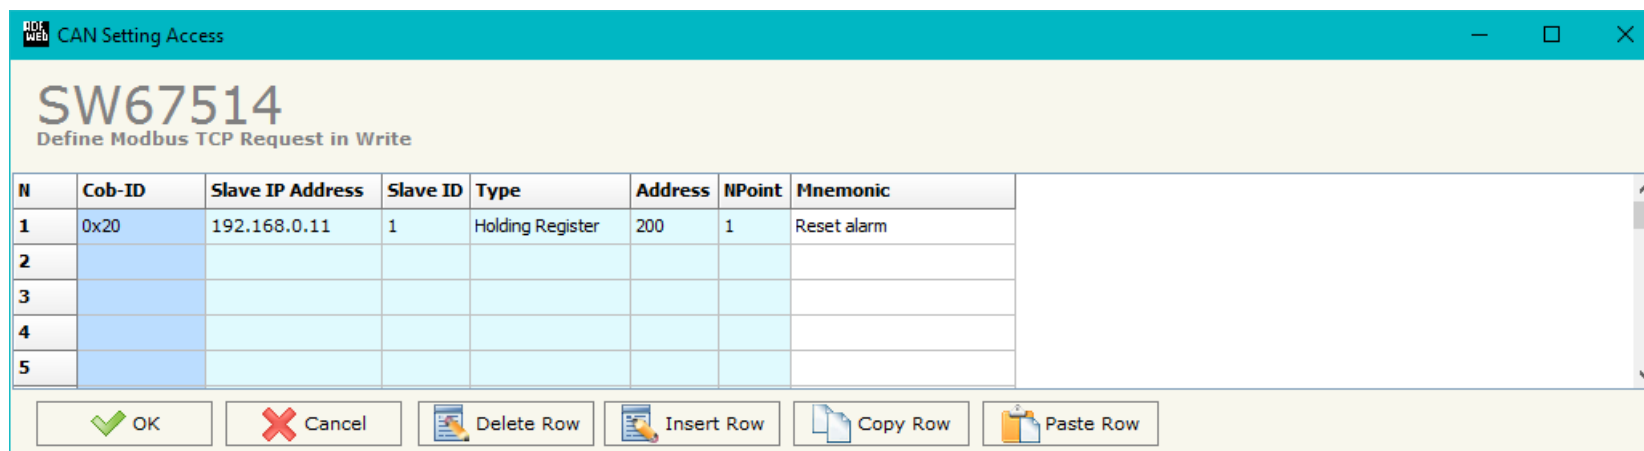 ADF
WEB CAN Setting Access
SW67514
Define Modbus TCP Request in Write
N Cob-ID Slave IP Address Slave ID Type Address NPoint Mnemonic
1 0x20 192.168.0.11 1 Holding Register 200 1 Reset alarm
2
3
4
5
OK Cancel Delete Row Insert Row Copy Row Paste Row